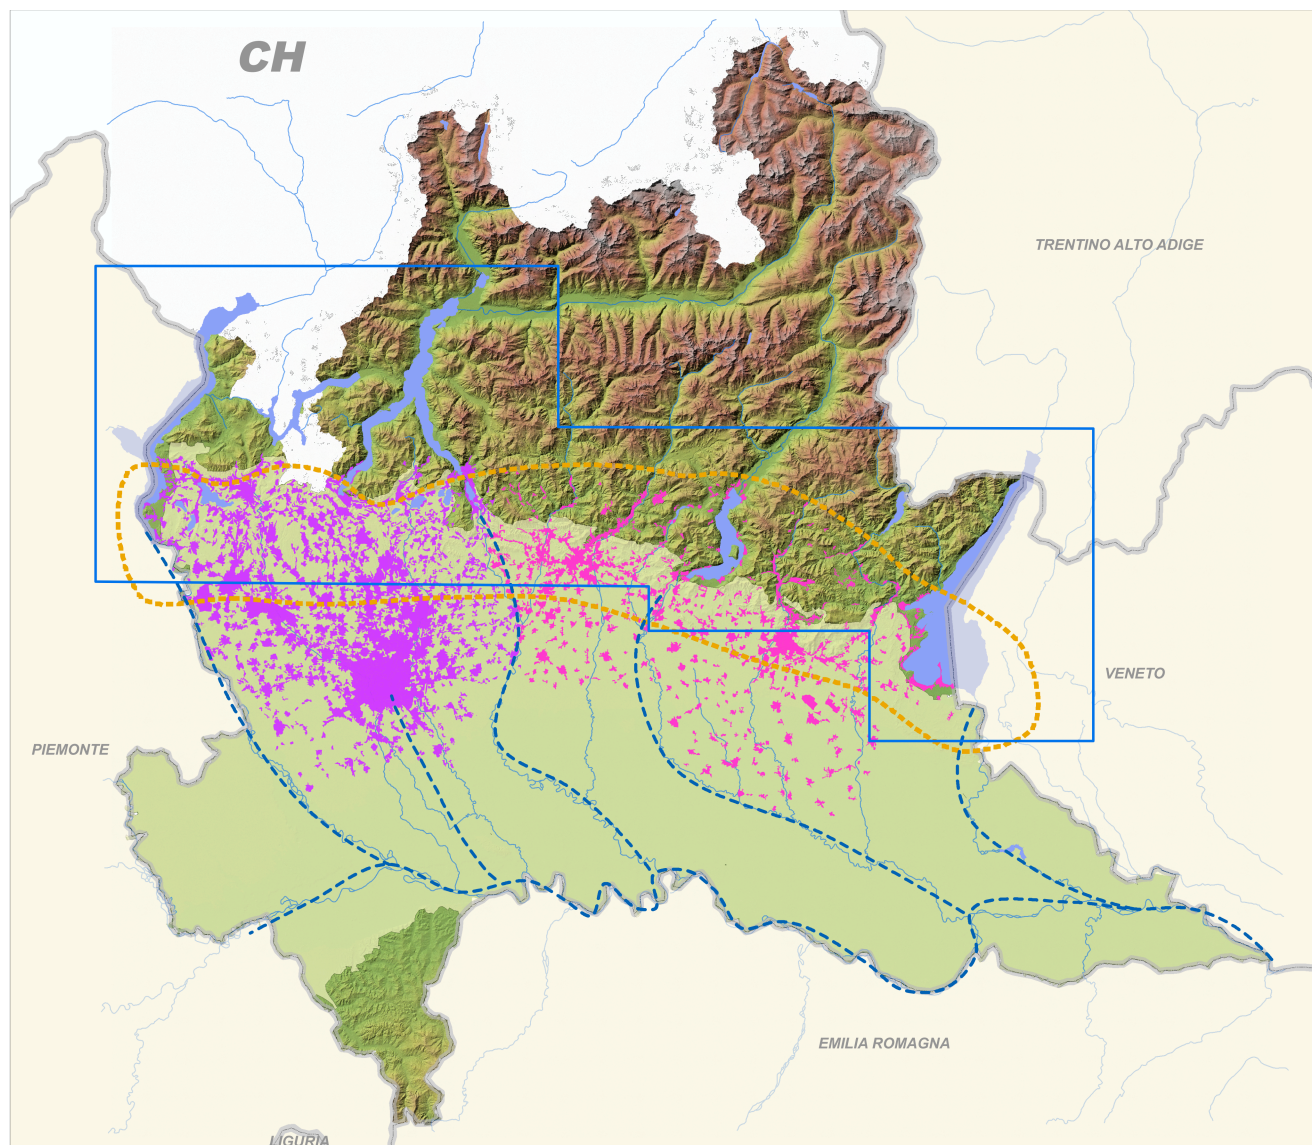 CH
TRENTINO ALTO ADIGE
VENETO
PIEMONTE
EMILIA ROMAGNA
LIGURIA